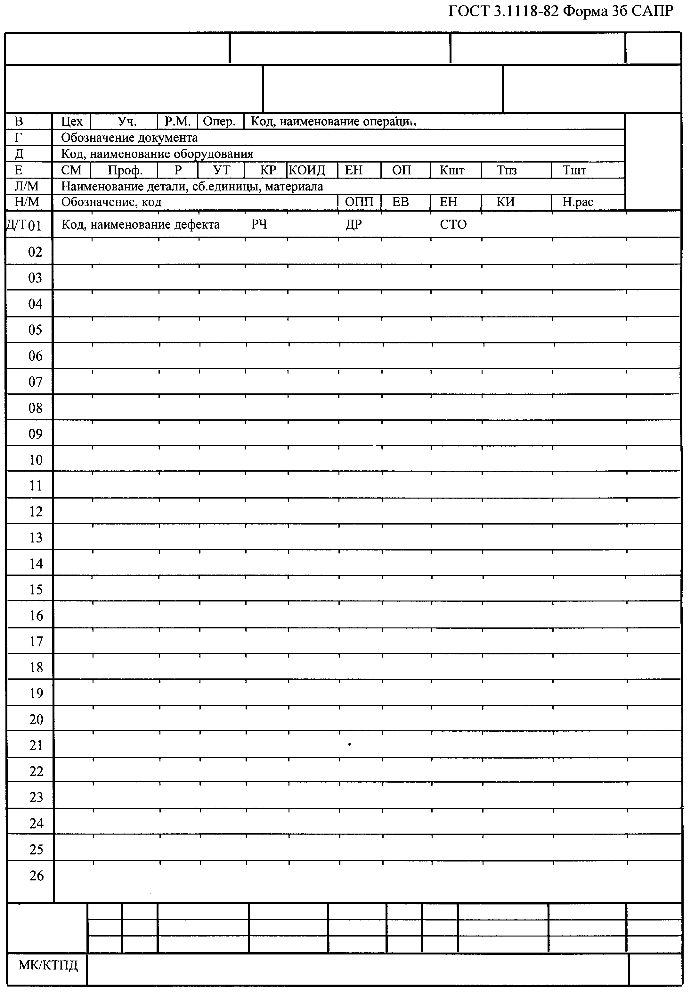 ГОСТ 3.1118-82 Форма 3б САПР
В Цех Уч. Р.М. Опер. Код, наименование операции
Г Обозначение документа
Д Код, наименование оборудования
Е СМ Проф. Р УТ КР КОИД ЕН ОП Кшт Тпз Тшт
Л/М Наименование детали, сб.единицы, материала
Н/М Обозначение, код ОПП ЕВ ЕН КИ Н.рас
Д/Т 01 Код, наименование дефекта РЧ ДР СТО
02
03
04
05
06
07
08
09
10
11
12
13
14
15
16
17
18
19
20
21
22
23
24
25
26
МК/КТПД